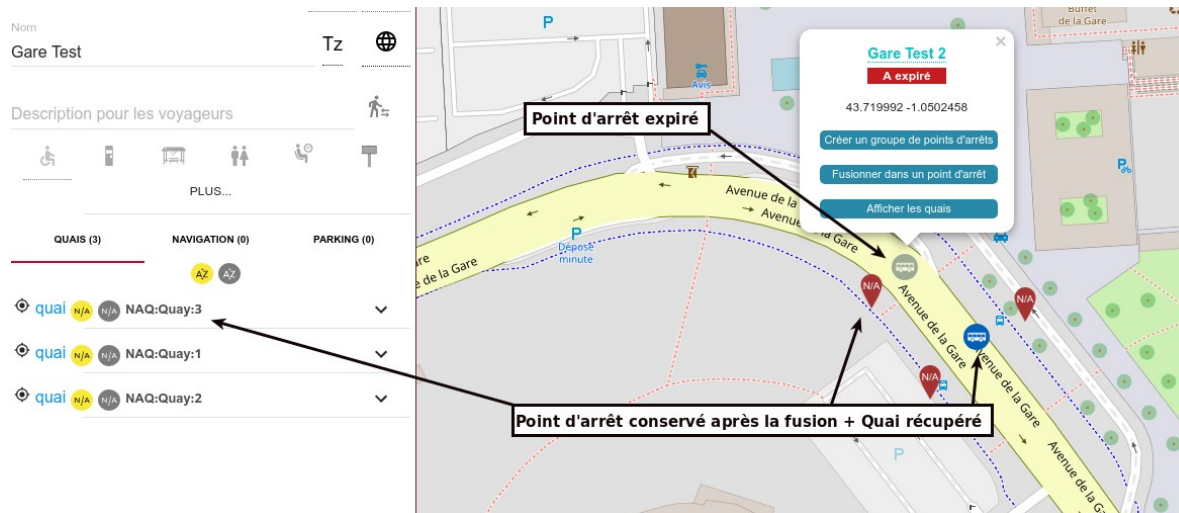 Nom
Gare Test
Tz
Description pour les voyageurs
PLUS...
QUAIS (3)
NAVIGATION (0)
PARKING (0)
AZ
AZ
quai N/A N/A NAQ:Quay:3
quai N/A N/A NAQ:Quay:1
quai N/A N/A NAQ:Quay:2
P
Avis
Buffet
de la Gare
×
Gare Test 2
A expiré
43.719992 -1.0502458
Créer un groupe de points d'arrêts
Fusionner dans un point d'arrêt
Afficher les quais
Point d'arrêt expiré
P
P
Dépose
minute
Avenue de la
Avenue de la Gare
de la Gare
N/A
N/A
N/A
Avenue de la Gare
Avenue de la Gare
Avenue de la Gare
Point d'arrêt conservé après la fusion + Quai récupéré
P